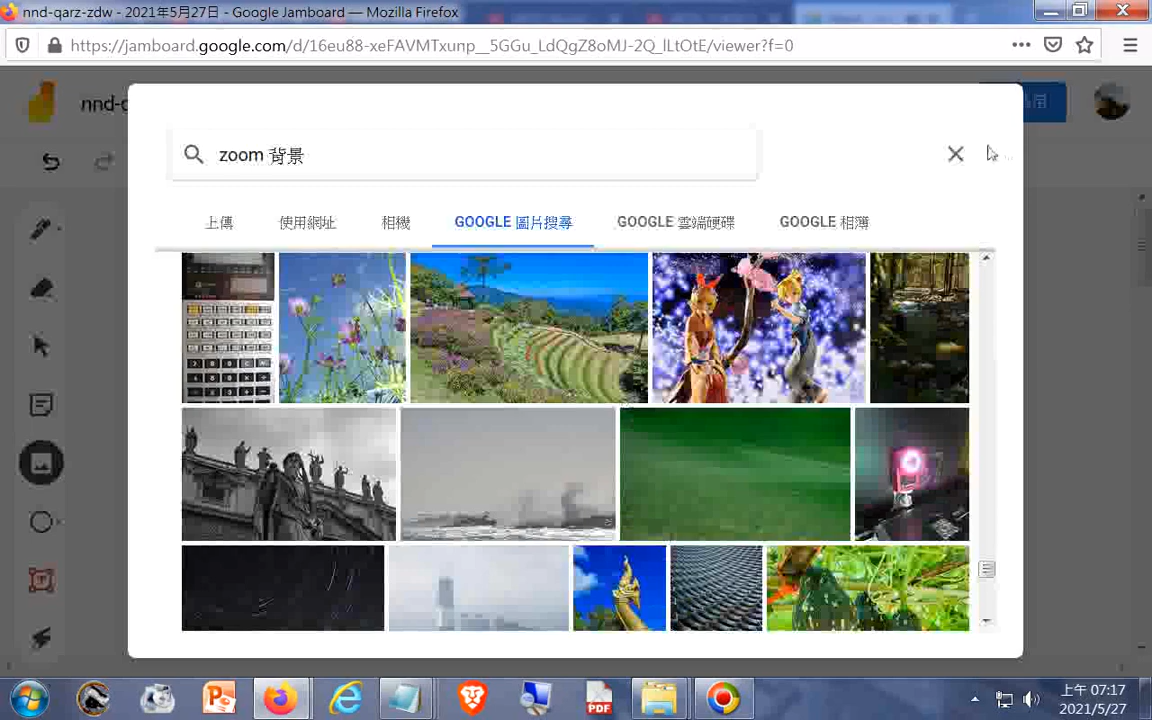 nnd-qarz-zdw - 2021年5月27日 - Google Jamboard — Mozilla Firefox
https://jamboard.google.com/d/16eu88-xeFAVMTxunp__5GGu_LdQgZ8oMJ-2Q_lLtOtE/viewer?f=0
nnd-q
用
zoom 背景
上傳 使用網址 相機 GOOGLE 圖片搜尋 GOOGLE 雲端硬碟 GOOGLE 相簿
上午 07:17
2021/5/27
PDF